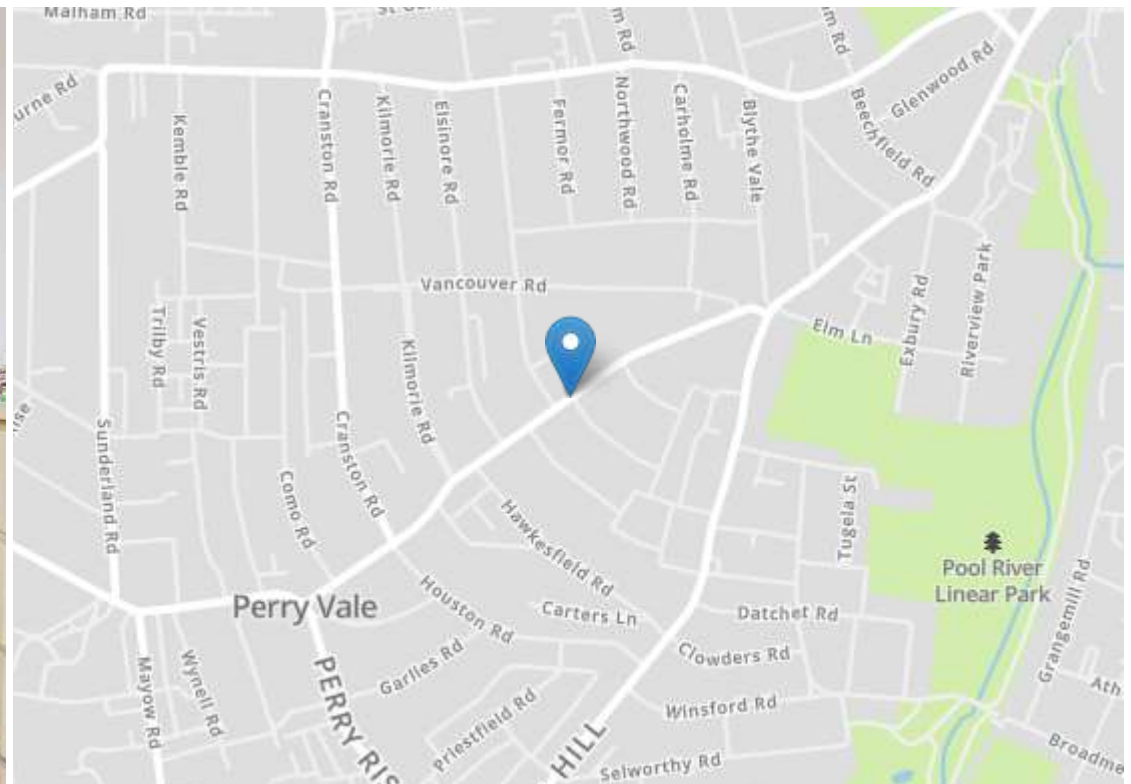 Malham Rd
Glenwood Rd
Beechfield Rd
Kemble Rd
Cranston Rd
Kilmorie Rd
Elsinore Rd
Fermor Rd
Northwood Rd
Carholme Rd
Blythe Vale
Vancouver Rd
Trilby Rd
Vestris Rd
Kilmorie Rd
Elm Ln
Exbury Rd
Riverview Park
Sunderland Rd
Cranston Rd
Como Rd
Hawkesfield Rd
Tugela St
Pool River
Linear Park
Grangemill Rd
Perry Vale
Houston Rd
Carters Ln
Datchet Rd
Clowders Rd
Garlies Rd
Mayow Rd
Wynell Rd
PERRY RIS
Priestfield Rd
HILL
Winsford Rd
Selworthy Rd
Ath
Broadme